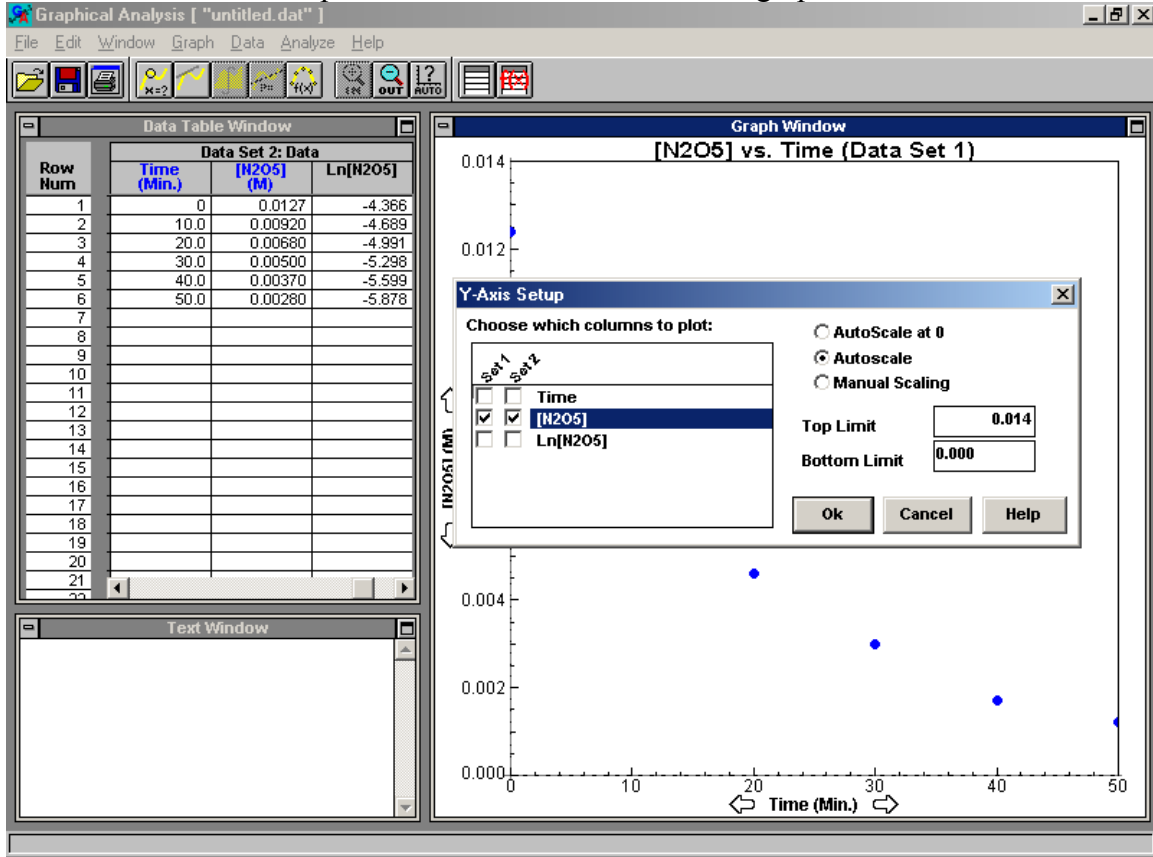 Graphical Analysis [ "untitled.dat" ]
File Edit Window Graph Data Analyze Help
x=? P= f(x) IN OUT ? AUTO
Data Table Window
Data Set 2: Data
Row Num Time (Min.) [N2O5] (M) Ln[N2O5]
1 0 0.0127 -4.366
2 10.0 0.00920 -4.689
3 20.0 0.00680 -4.991
4 30.0 0.00500 -5.298
5 40.0 0.00370 -5.599
6 50.0 0.00280 -5.878
7
8
9
10
11
12
13
14
15
16
17
18
19
20
21
Text Window
Graph Window
[N2O5] vs. Time (Data Set 1)
0.014
0.012
0.004
0.002
0.000
[N2O5] (M)
0 10 20 30 40 50
Time (Min.)
Y-Axis Setup
Choose which columns to plot:
Set 1 Set 2
Time
[N2O5]
Ln[N2O5]
AutoScale at 0
Autoscale
Manual Scaling
Top Limit 0.014
Bottom Limit 0.000
Ok Cancel Help